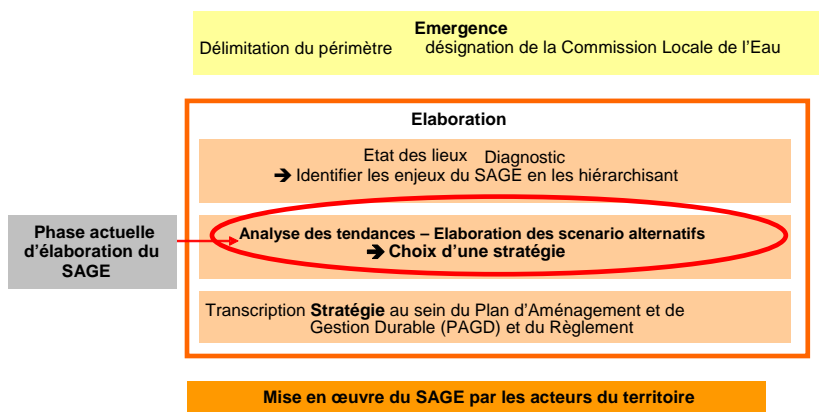 Emergence
Délimitation du périmètre désignation de la Commission Locale de l'Eau
Elaboration
Etat des lieux Diagnostic
➔ Identifier les enjeux du SAGE en les hiérarchisant
Phase actuelle
d'élaboration du
SAGE
Analyse des tendances – Elaboration des scenario alternatifs
➔ Choix d'une stratégie
Transcription Stratégie au sein du Plan d'Aménagement et de
Gestion Durable (PAGD) et du Règlement
Mise en œuvre du SAGE par les acteurs du territoire